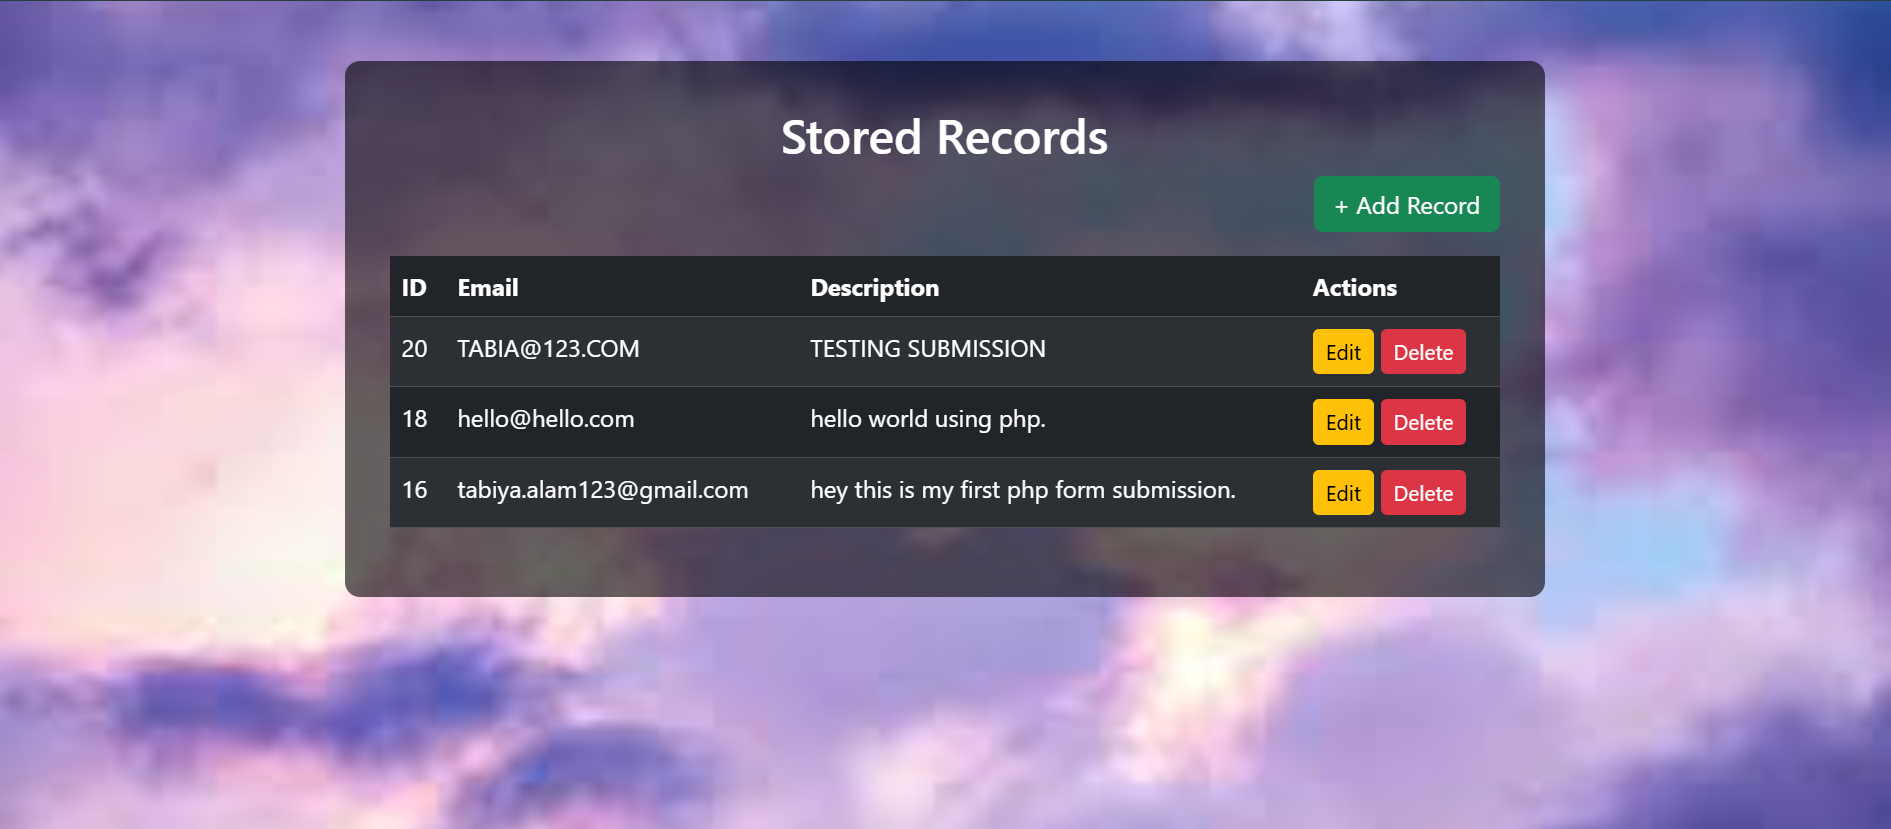 Stored Records
+ Add Record
ID Email Description Actions
20 TABIA@123.COM TESTING SUBMISSION Edit Delete
18 hello@hello.com hello world using php. Edit Delete
16 tabiya.alam123@gmail.com hey this is my first php form submission. Edit Delete